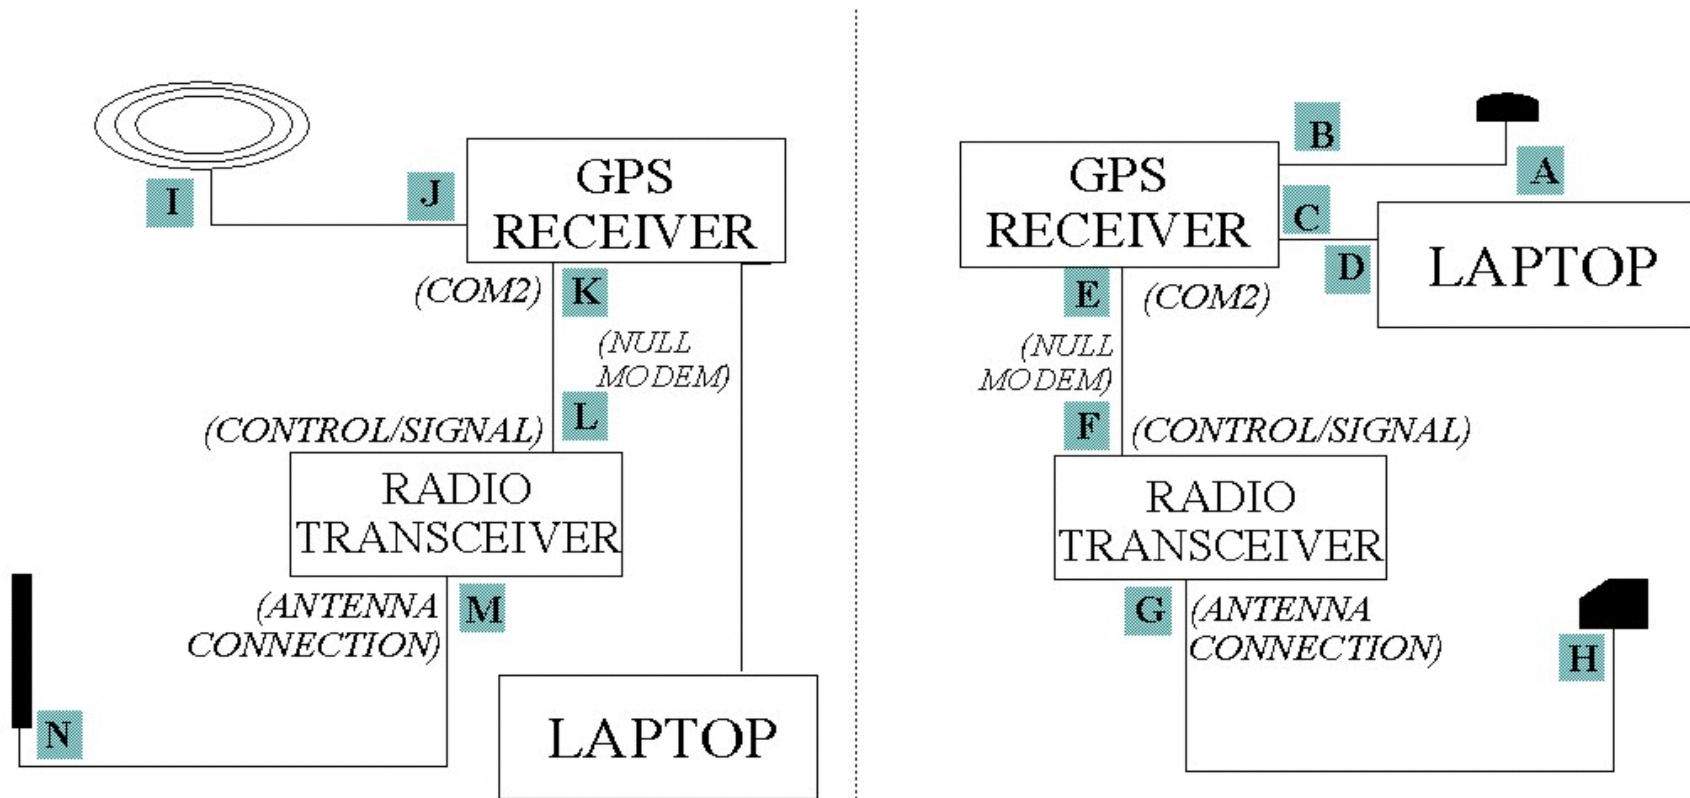 I
J
GPS
RECEIVER
(COM2)
K
(NULL
MODEM)
L
(CONTROL/SIGNAL)
RADIO
TRANSCEIVER
(ANTENNA
CONNECTION)
M
N
LAPTOP
B
A
GPS
RECEIVER
C
D
LAPTOP
E
(COM2)
(NULL
MODEM)
F
(CONTROL/SIGNAL)
RADIO
TRANSCEIVER
G
(ANTENNA
CONNECTION)
H